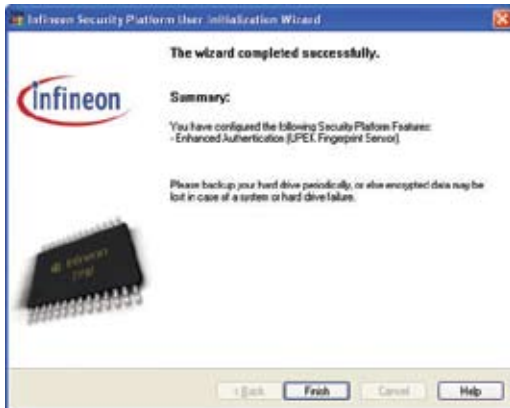 Infineon Security Platform User Initialization Wizard
The wizard completed successfully.
infineon
Summary:
You have configured the following Security Platform Features:
- Enhanced Authentication (UPEK Fingerprint Sensor)
Please backup your hard drive periodically, or else encrypted data may be
lost in case of a system or hard drive failure.
Infineon
TPM
< Back
Finish
Cancel
Help